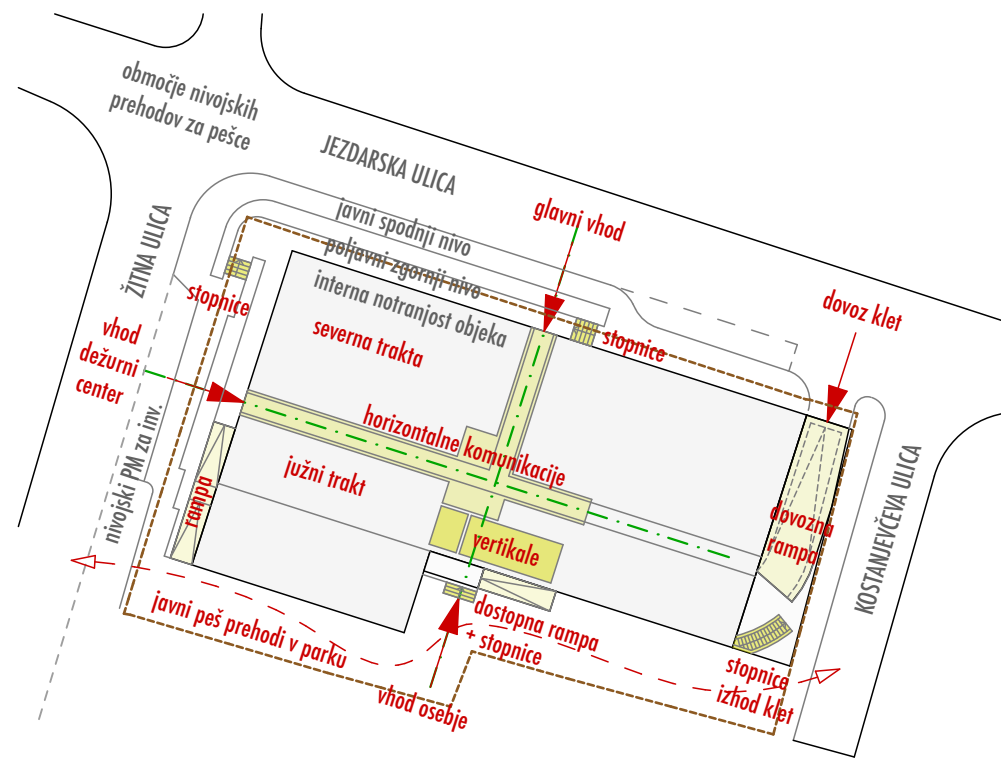 območje nivojskih
prehodov za pešce
JEZDARSKA ULICA
ŽITNA ULICA
javni spodnji nivo
poljavni zgornji nivo
interna notranjost objeka
glavni vhod
dovoz klet
stopnice
severna trakta
stopnice
vhod
dežurni
center
horizontalne komunikacije
južni trakt
nivojski PM za inv.
rampa
vertikale
dovozna
rampa
KOSTANJEVČEVA ULICA
javni peš prehodi v parku
dostopna rampa
+ stopnice
vhod osebje
stopnice
izhod klet